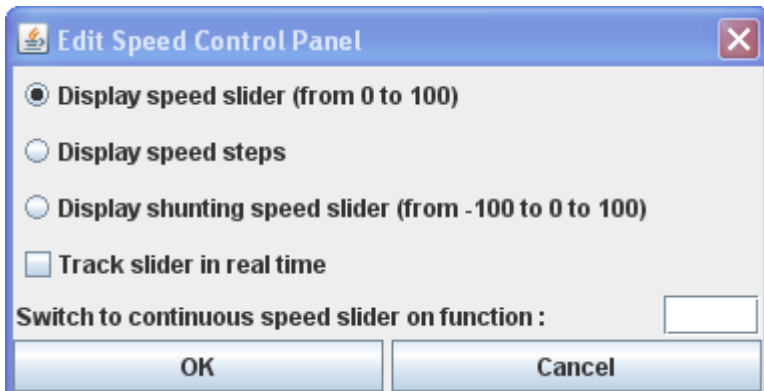 Edit Speed Control Panel
Display speed slider (from 0 to 100)
Display speed steps
Display shunting speed slider (from -100 to 0 to 100)
Track slider in real time
Switch to continuous speed slider on function :
OK Cancel